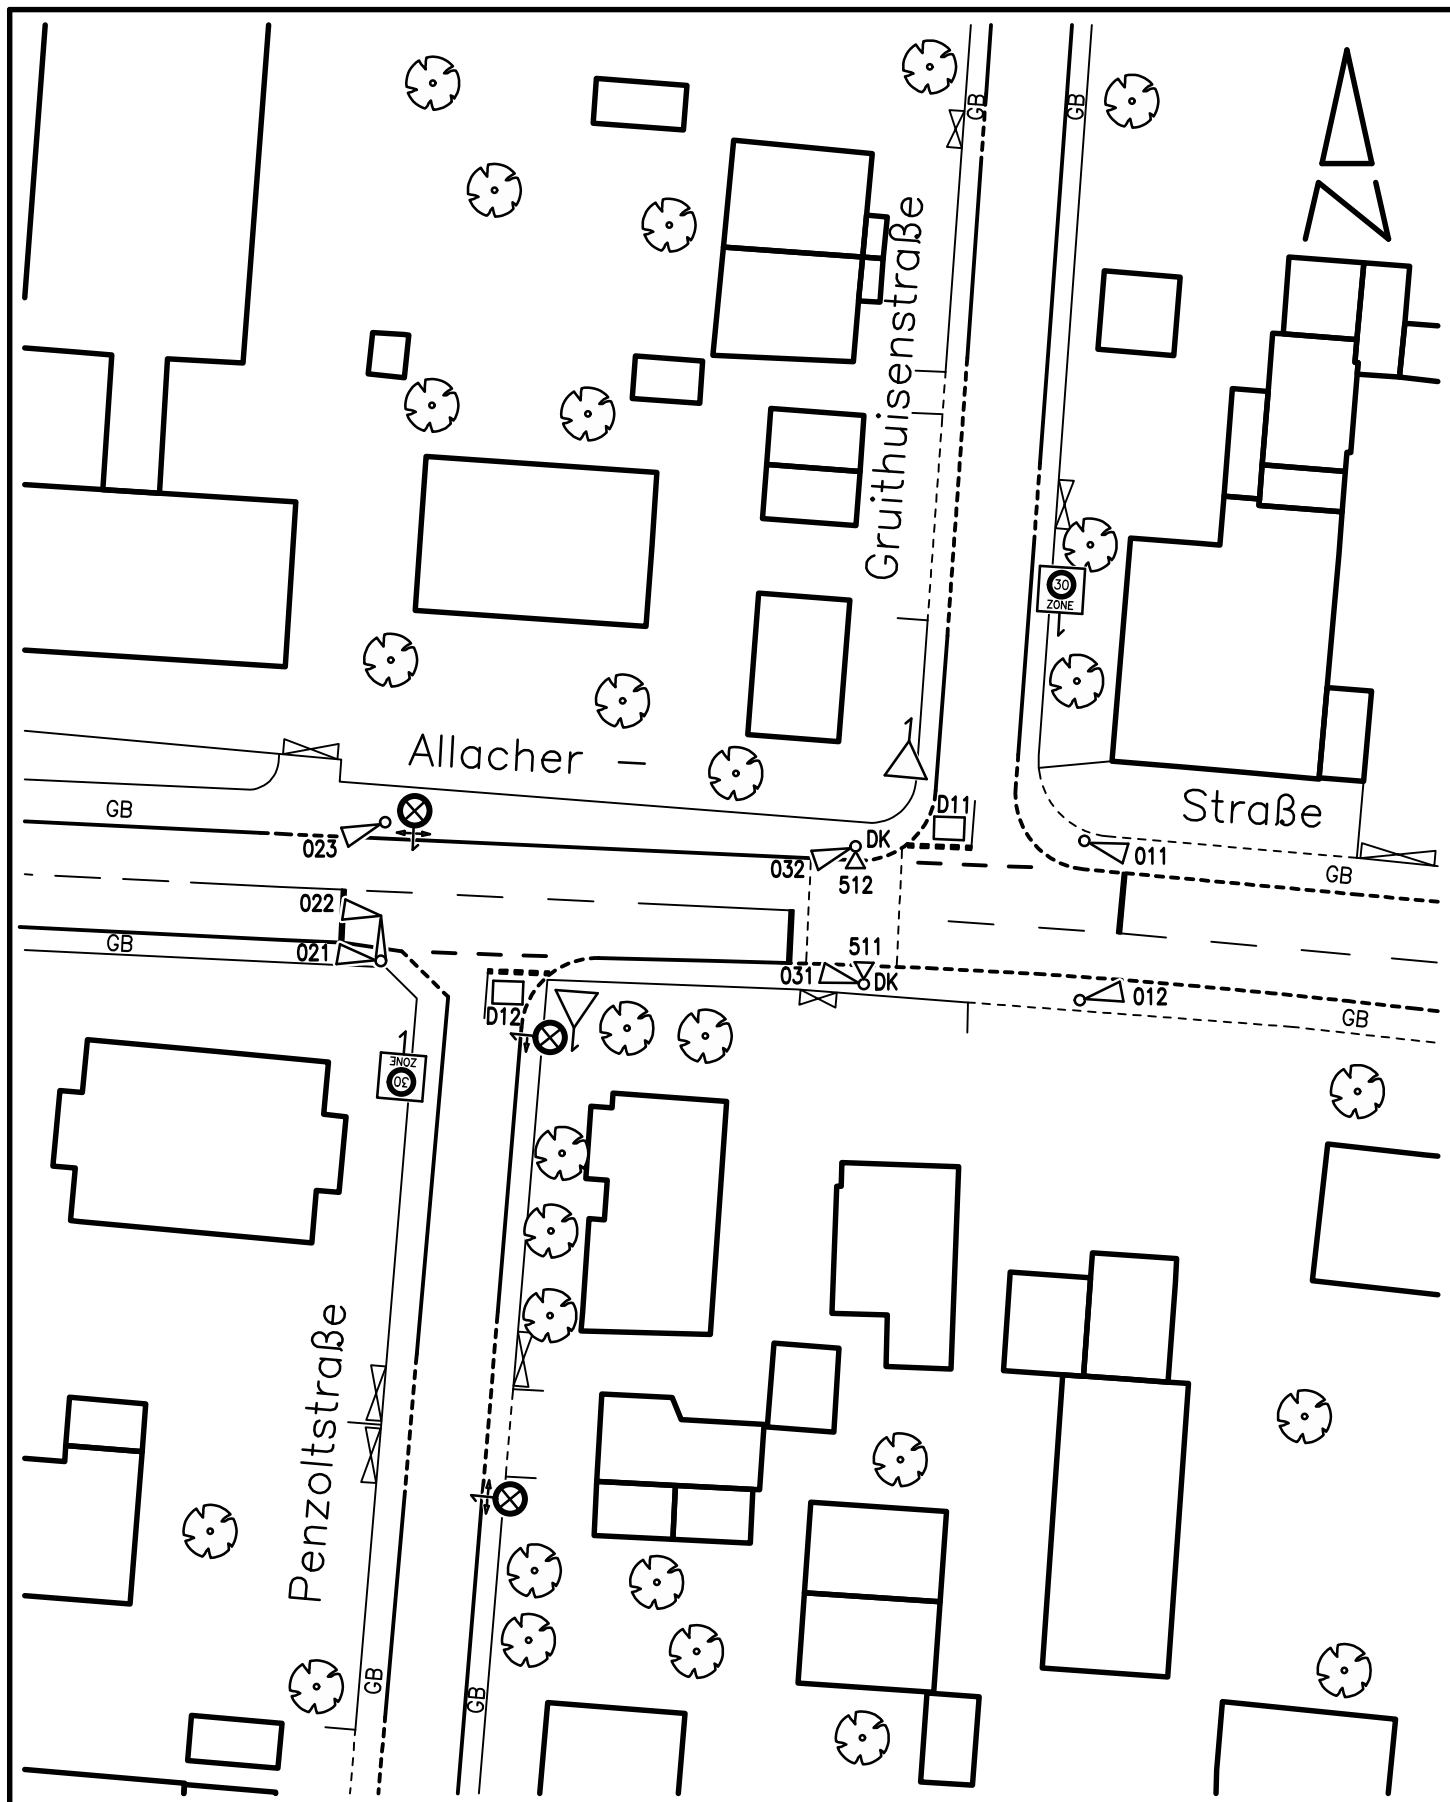 GB
GB
N
Gruithuisenstraße
30
ZONE
Allacher -
Straße
GB
D11
023
DK
032
011
512
GB
022
GB
511
021
031
DK
012
D12
GB
ZONE
30
Penzoltstraße
GB
GB